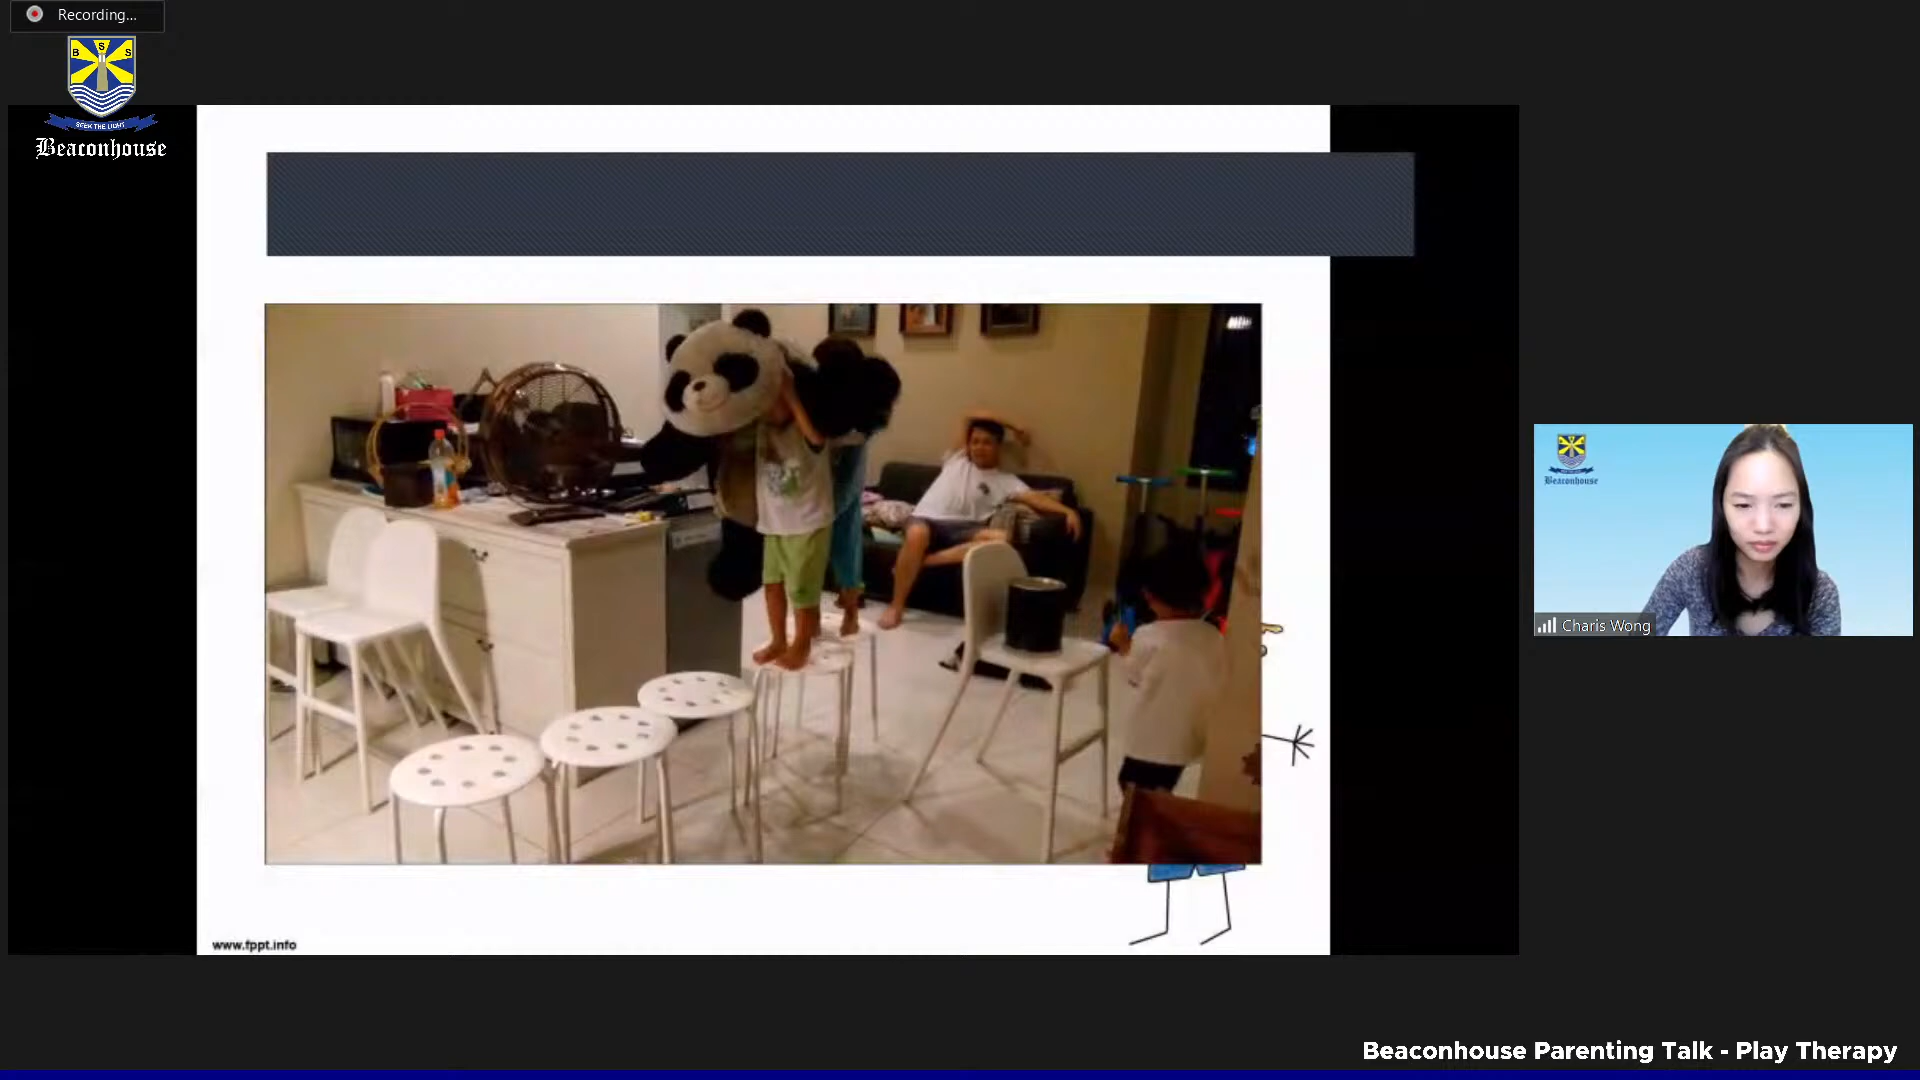 Recording...
B S S
SEEK THE LIGHT
Beaconhouse
Beaconhouse
Charis Wong
www.fppt.info
Beaconhouse Parenting Talk - Play Therapy